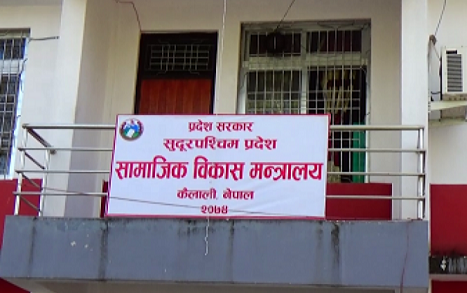 प्रदेश सरकार
सुदूरपश्चिम प्रदेश
सामाजिक विकास मन्त्रालय
कैलाली, नेपाल
२०७४